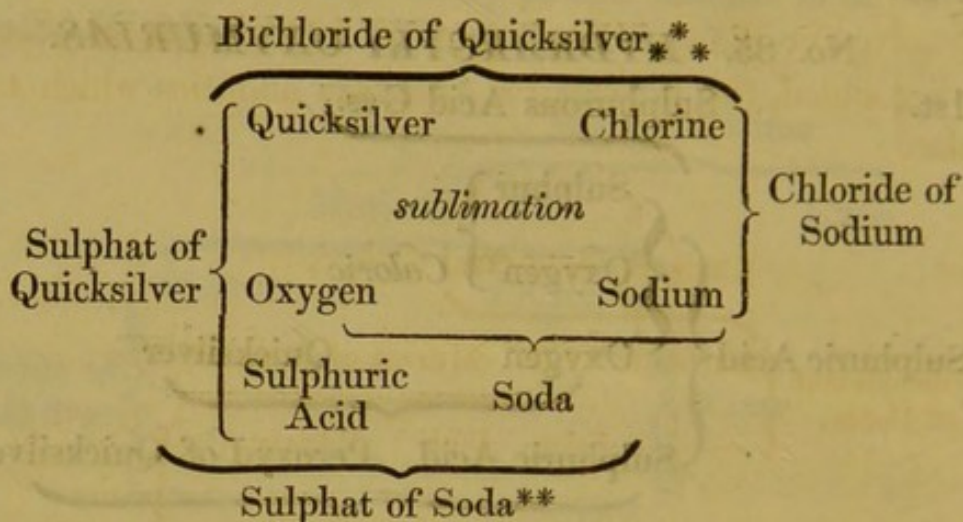 Bichloride of Quicksilver***
Quicksilver Chlorine
sublimation
Chloride of
Sodium
Sulphat of
Quicksilver
Oxygen Sodium
Sulphuric
Acid
Soda
Sulphat of Soda**